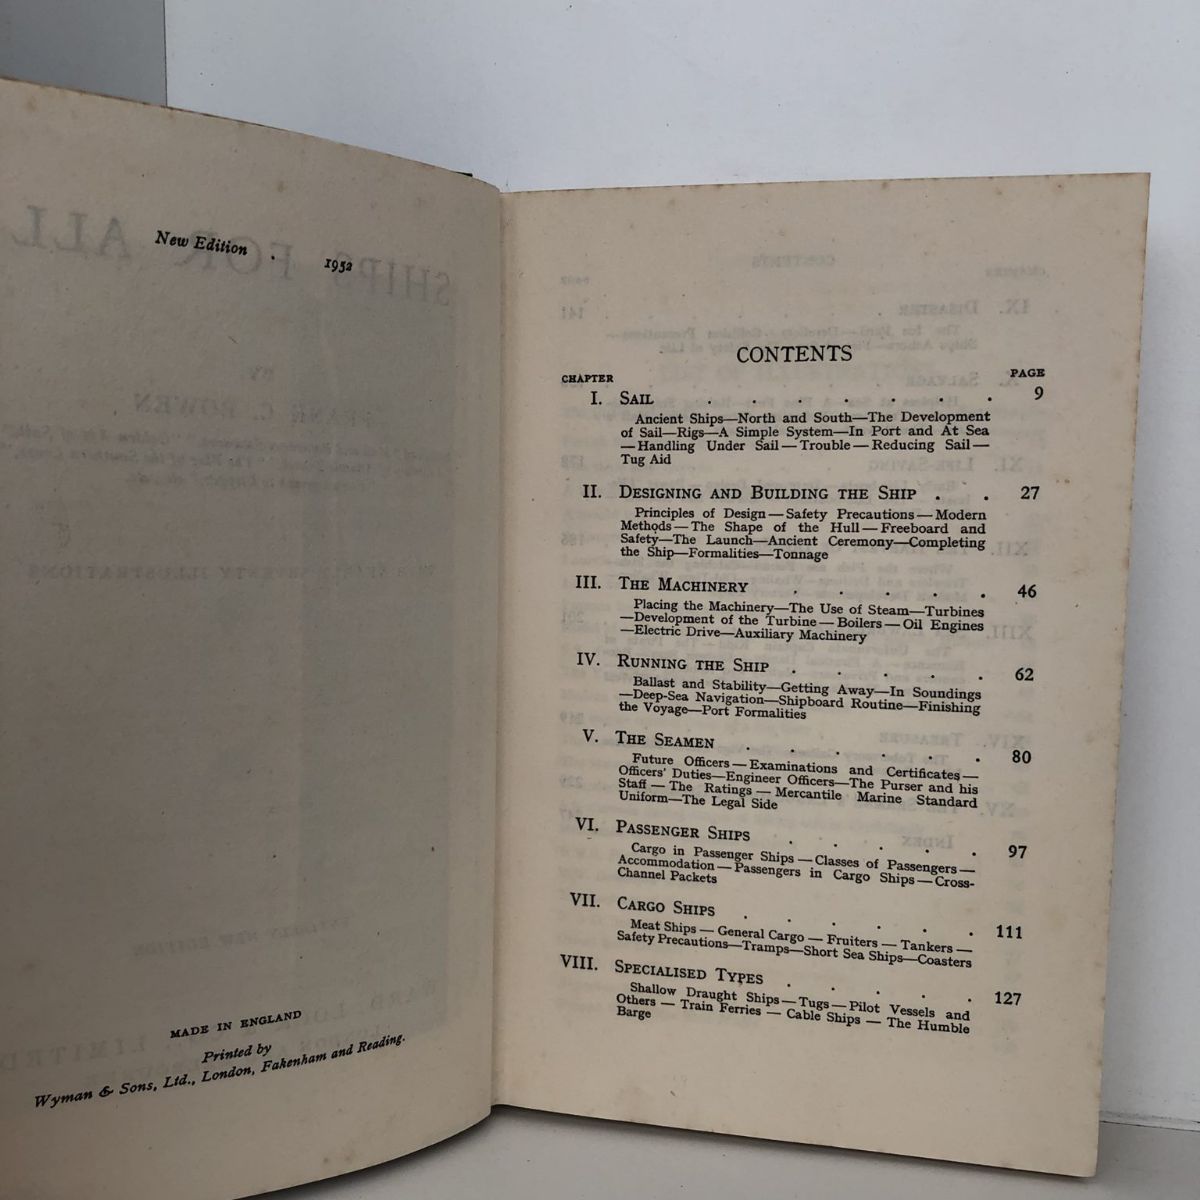 New Edition . 1952
MADE IN ENGLAND
Printed by
Wyman & Sons, Ltd., London, Fakenham and Reading.
CONTENTS
CHAPTER PAGE
I. SAIL . . . . . . . 9
Ancient Ships—North and South—The Development
of Sail—Rigs—A Simple System—In Port and At Sea
—Handling Under Sail—Trouble—Reducing Sail—
Tug Aid
II. DESIGNING AND BUILDING THE SHIP . . 27
Principles of Design—Safety Precautions—Modern
Methods—The Shape of the Hull—Freeboard and
Safety—The Launch—Ancient Ceremony—Completing
the Ship—Formalities—Tonnage
III. THE MACHINERY . . . . . 46
Placing the Machinery—The Use of Steam—Turbines
—Development of the Turbine—Boilers—Oil Engines
—Electric Drive—Auxiliary Machinery
IV. RUNNING THE SHIP . . . . . 62
Ballast and Stability—Getting Away—In Soundings
—Deep-Sea Navigation—Shipboard Routine—Finishing
the Voyage—Port Formalities
V. THE SEAMEN . . . . . . 80
Future Officers—Examinations and Certificates—
Officers' Duties—Engineer Officers—The Purser and his
Staff—The Ratings—Mercantile Marine Standard
Uniform—The Legal Side
VI. PASSENGER SHIPS . . . . . 97
Cargo in Passenger Ships—Classes of Passengers—
Accommodation—Passengers in Cargo Ships—Cross-
Channel Packets
VII. CARGO SHIPS . . . . . . 111
Meat Ships—General Cargo—Fruiters—Tankers—
Safety Precautions—Tramps—Short Sea Ships—Coasters
VIII. SPECIALISED TYPES . . . . . 127
Shallow Draught Ships—Tugs—Pilot Vessels and
Others—Train Ferries—Cable Ships—The Humble
Barge